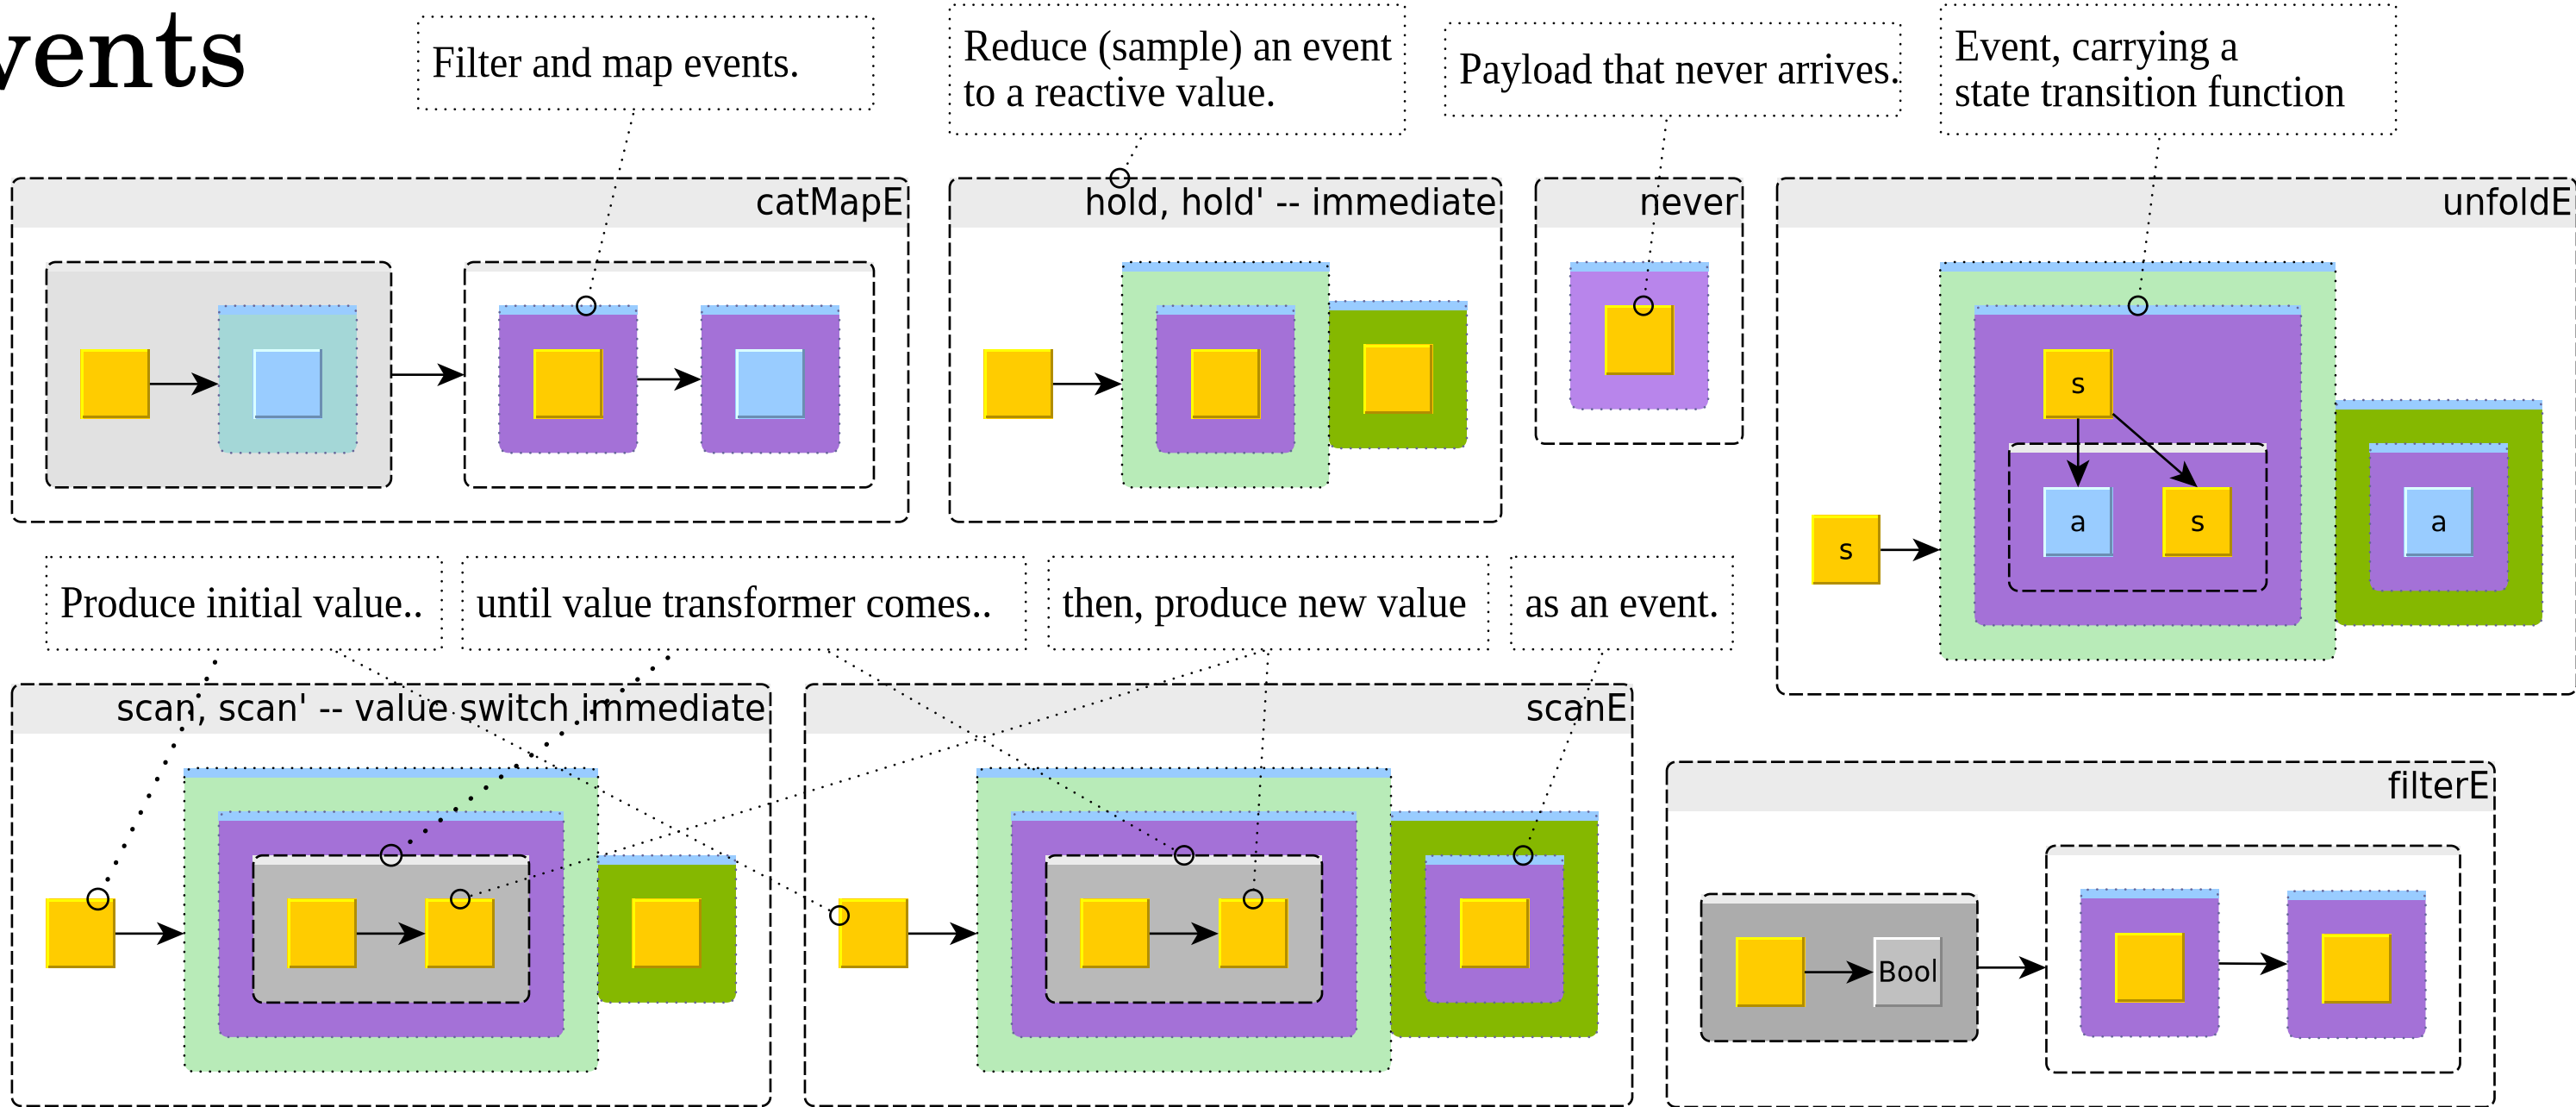 vents
Filter and map events.
Reduce (sample) an event
to a reactive value.
Payload that never arrives.
Event, carrying a
state transition function
catMapE
hold, hold' -- immediate
never
unfoldE
s
a
s
s
a
Produce initial value..
until value transformer comes..
then, produce new value
as an event.
scan, scan' -- value switch immediate
scanE
filterE
Bool